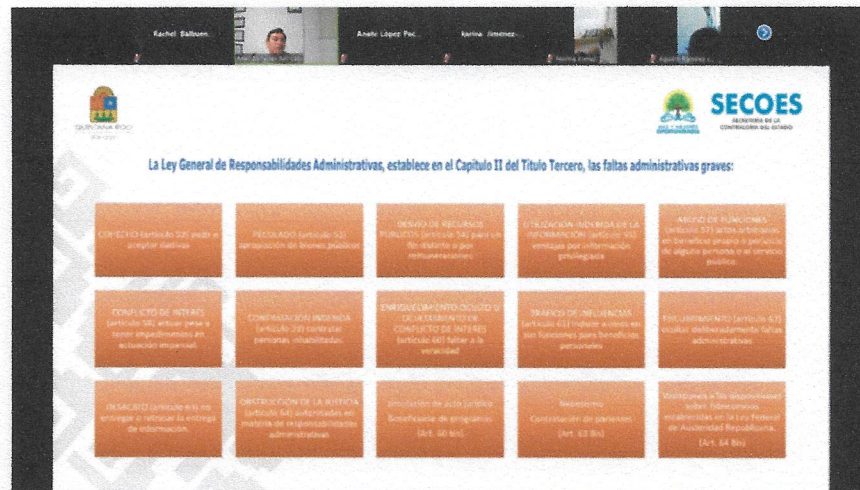 Rachel Balbuen...
Anahí López Pac...
karina Jiménez-...
QUINTANA ROO
SECOES
SECRETARÍA DE LA
CONTRALORÍA DEL ESTADO
La Ley General de Responsabilidades Administrativas, establece en el Capítulo II del Título Tercero, las faltas administrativas graves:
COHECHO (artículo 52) pedir o
aceptar dádivas
PECULADO (artículo 53)
apropiación de bienes públicos
DESVÍO DE RECURSOS
PÚBLICOS (artículo 54) para un
fin distinto o por
remuneraciones
UTILIZACIÓN INDEBIDA DE LA
INFORMACIÓN (artículo 55)
ventajas por información
privilegiada
ABUSO DE FUNCIONES
(artículo 57) actos arbitrarios
en beneficio propio o perjuicio
de alguna persona o al servicio
público.
CONFLICTO DE INTERÉS
(artículo 58) actuar pese a
tener impedimentos en
actuación imparcial.
CONTRATACIÓN INDEBIDA
(artículo 59) contratar
personas inhabilitadas.
ENRIQUECIMIENTO OCULTO U
OCULTAMIENTO DE
CONFLICTO DE INTERÉS
(artículo 60) faltar a la
veracidad
TRÁFICO DE INFLUENCIAS
(artículo 61) inducir a otros en
sus funciones para beneficios
personales
ENCUBRIMIENTO (artículo 62)
ocultar deliberadamente faltas
administrativas
DESACATO (artículo 63) no
entregar o retrasar la entrega
de información.
OBSTRUCCIÓN DE LA JUSTICIA
(artículo 64) autoridades en
materia de responsabilidades
administrativas
Simulación de acto jurídico
Beneficiario de programas
(Art. 60 bis)
Nepotismo
Contratación de parientes
(Art. 63 Bis)
Violaciones a las disposiciones
sobre fideicomisos
establecidas en la Ley Federal
de Austeridad Republicana.
(Art. 64 Bis)